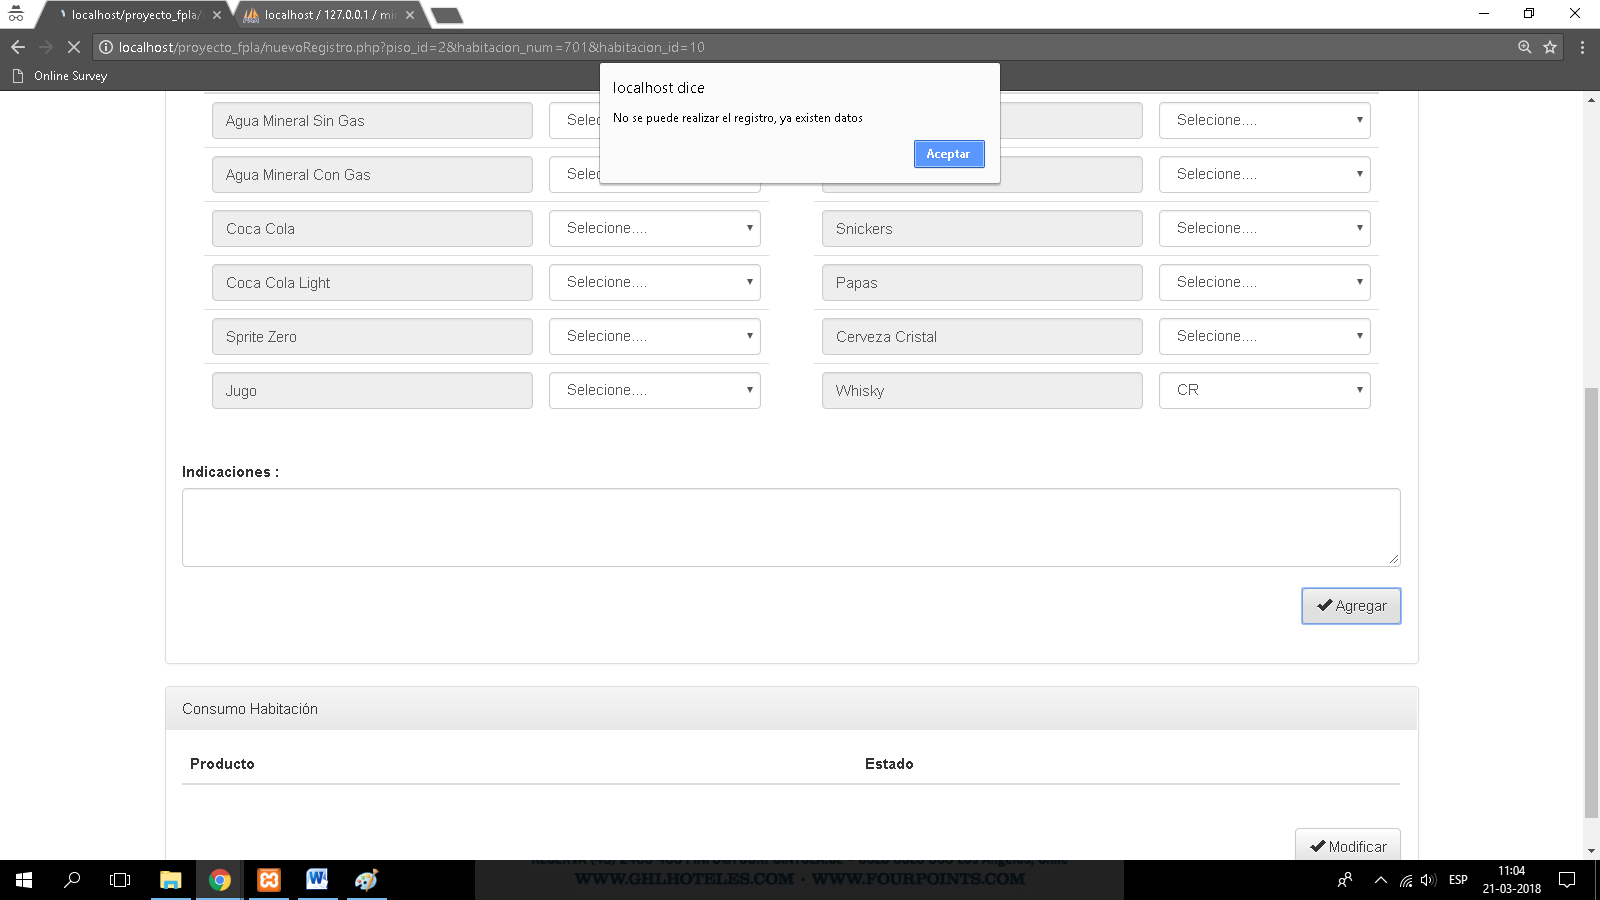 localhost/proyecto_fpla/
localhost / 127.0.0.1 / mi
localhost/proyecto_fpla/nuevoRegistro.php?piso_id=2&habitacion_num=701&habitacion_id=10
Online Survey
localhost dice
No se puede realizar el registro, ya existen datos
Aceptar
Agua Mineral Sin Gas
Selec
Selecione....
Agua Mineral Con Gas
Selec
Selecione....
Coca Cola
Selecione....
Snickers
Selecione....
Coca Cola Light
Selecione....
Papas
Selecione....
Sprite Zero
Selecione....
Cerveza Cristal
Selecione....
Jugo
Selecione....
Whisky
CR
Indicaciones :
Agregar
Consumo Habitación
Producto
Estado
Modificar
WWW.GHLHOTELES.COM · WWW.FOURPOINTS.COM
ESP
11:04
21-03-2018